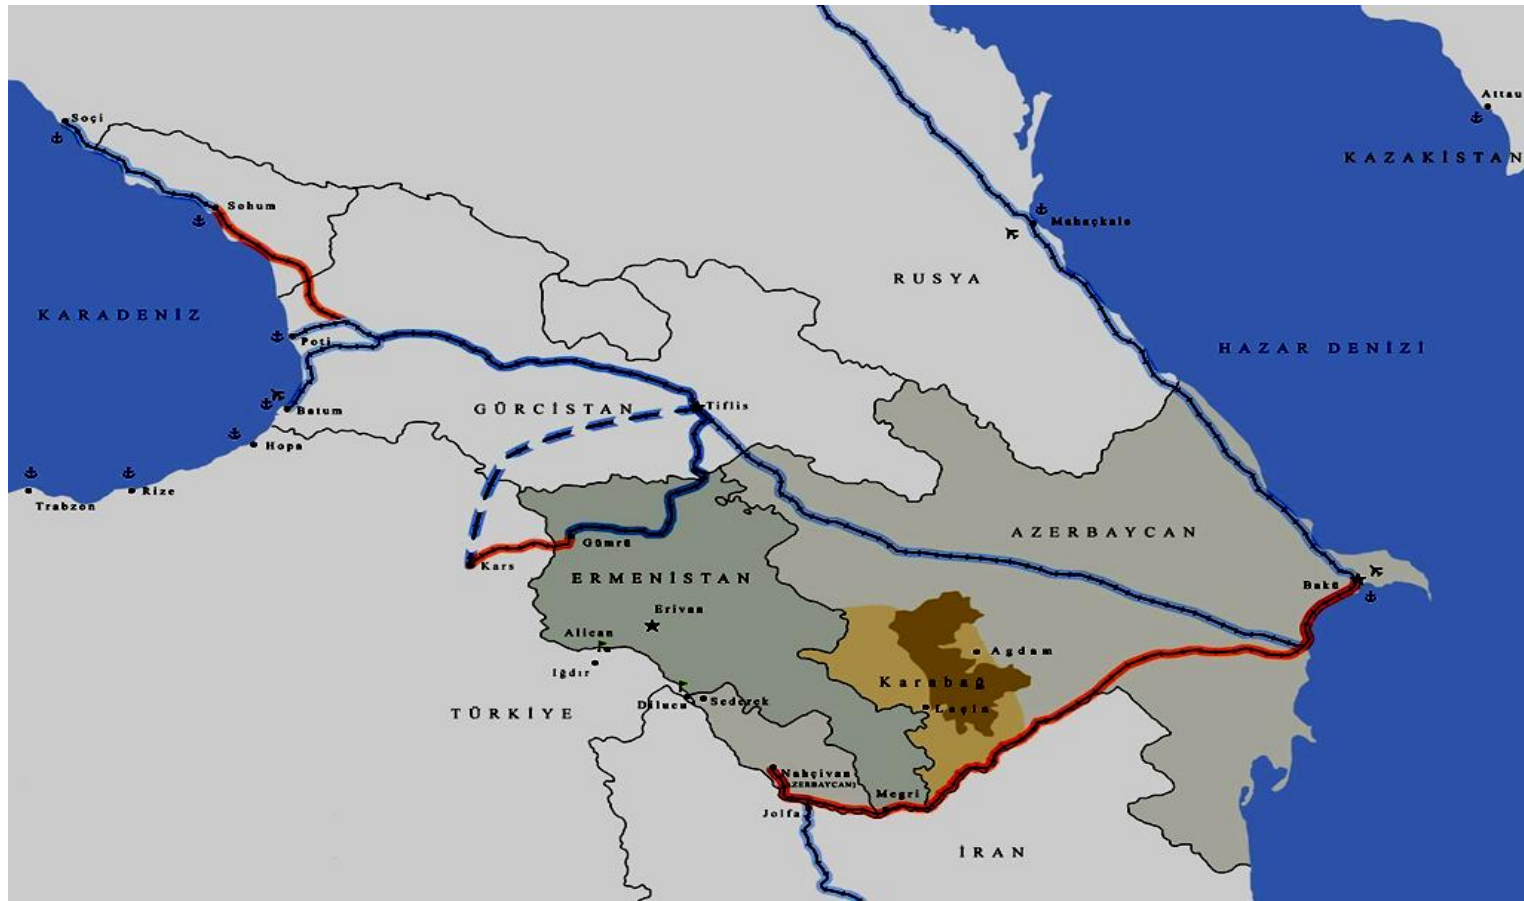 Attau
Soçi
KAZAKİSTAN
Sohum
Mahaçkale
RUSYA
KARADENİZ
Poti
HAZAR DENİZİ
Batum
GÜRCİSTAN
Tiflis
Hopa
Rize
Trabzon
AZERBAYCAN
Gümrü
Kars
ERMENİSTAN
Bakü
Erivan
Alican
Agdam
Iğdır
Karabağ
Dilucu
Sederek
Laçin
TÜRKİYE
Nahçivan
(AZERBAYCAN)
Megri
Jolfa
İRAN